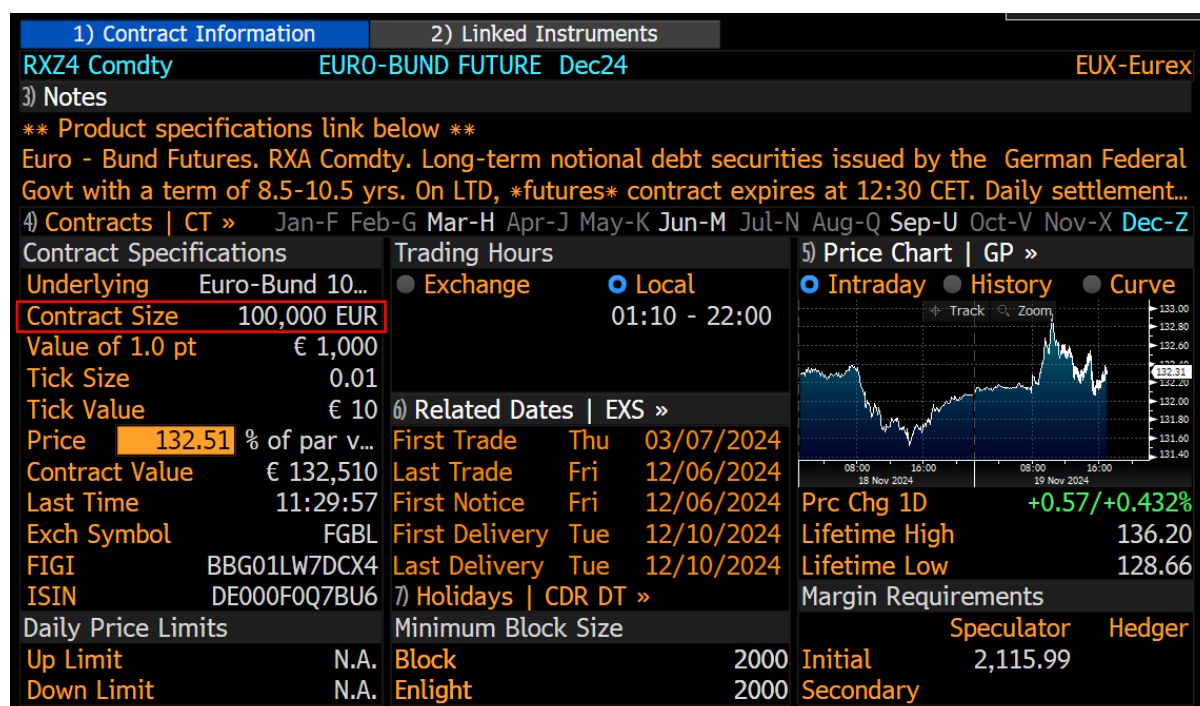 1) Contract Information 2) Linked Instruments
RXZ4 Comdty EURO-BUND FUTURE Dec24 EUX-Eurex
3) Notes
** Product specifications link below **
Euro - Bund Futures. RXA Comdty. Long-term notional debt securities issued by the German Federal
Govt with a term of 8.5-10.5 yrs. On LTD, *futures* contract expires at 12:30 CET. Daily settlement…
4) Contracts | CT » Jan-F Feb-G Mar-H Apr-J May-K Jun-M Jul-N Aug-Q Sep-U Oct-V Nov-X Dec-Z
Contract Specifications
Underlying Euro-Bund 10…
Contract Size 100,000 EUR
Value of 1.0 pt € 1,000
Tick Size 0.01
Tick Value € 10
Price 132.51 % of par v…
Contract Value € 132,510
Last Time 11:29:57
Exch Symbol FGBL
FIGI BBG01LW7DCX4
ISIN DE000F0Q7BU6
Daily Price Limits
Up Limit N.A.
Down Limit N.A.
Trading Hours
Exchange Local
01:10 - 22:00
6) Related Dates | EXS »
First Trade Thu 03/07/2024
Last Trade Fri 12/06/2024
First Notice Fri 12/06/2024
First Delivery Tue 12/10/2024
Last Delivery Tue 12/10/2024
7) Holidays | CDR DT »
Minimum Block Size
Block 2000
Enlight 2000
5) Price Chart | GP »
Intraday History Curve
Track Zoom
133.00
132.80
132.60
132.31
132.20
132.00
131.80
131.60
131.40
08:00 16:00 08:00 16:00
18 Nov 2024 19 Nov 2024
Prc Chg 1D +0.57/+0.432%
Lifetime High 136.20
Lifetime Low 128.66
Margin Requirements
Speculator Hedger
Initial 2,115.99
Secondary